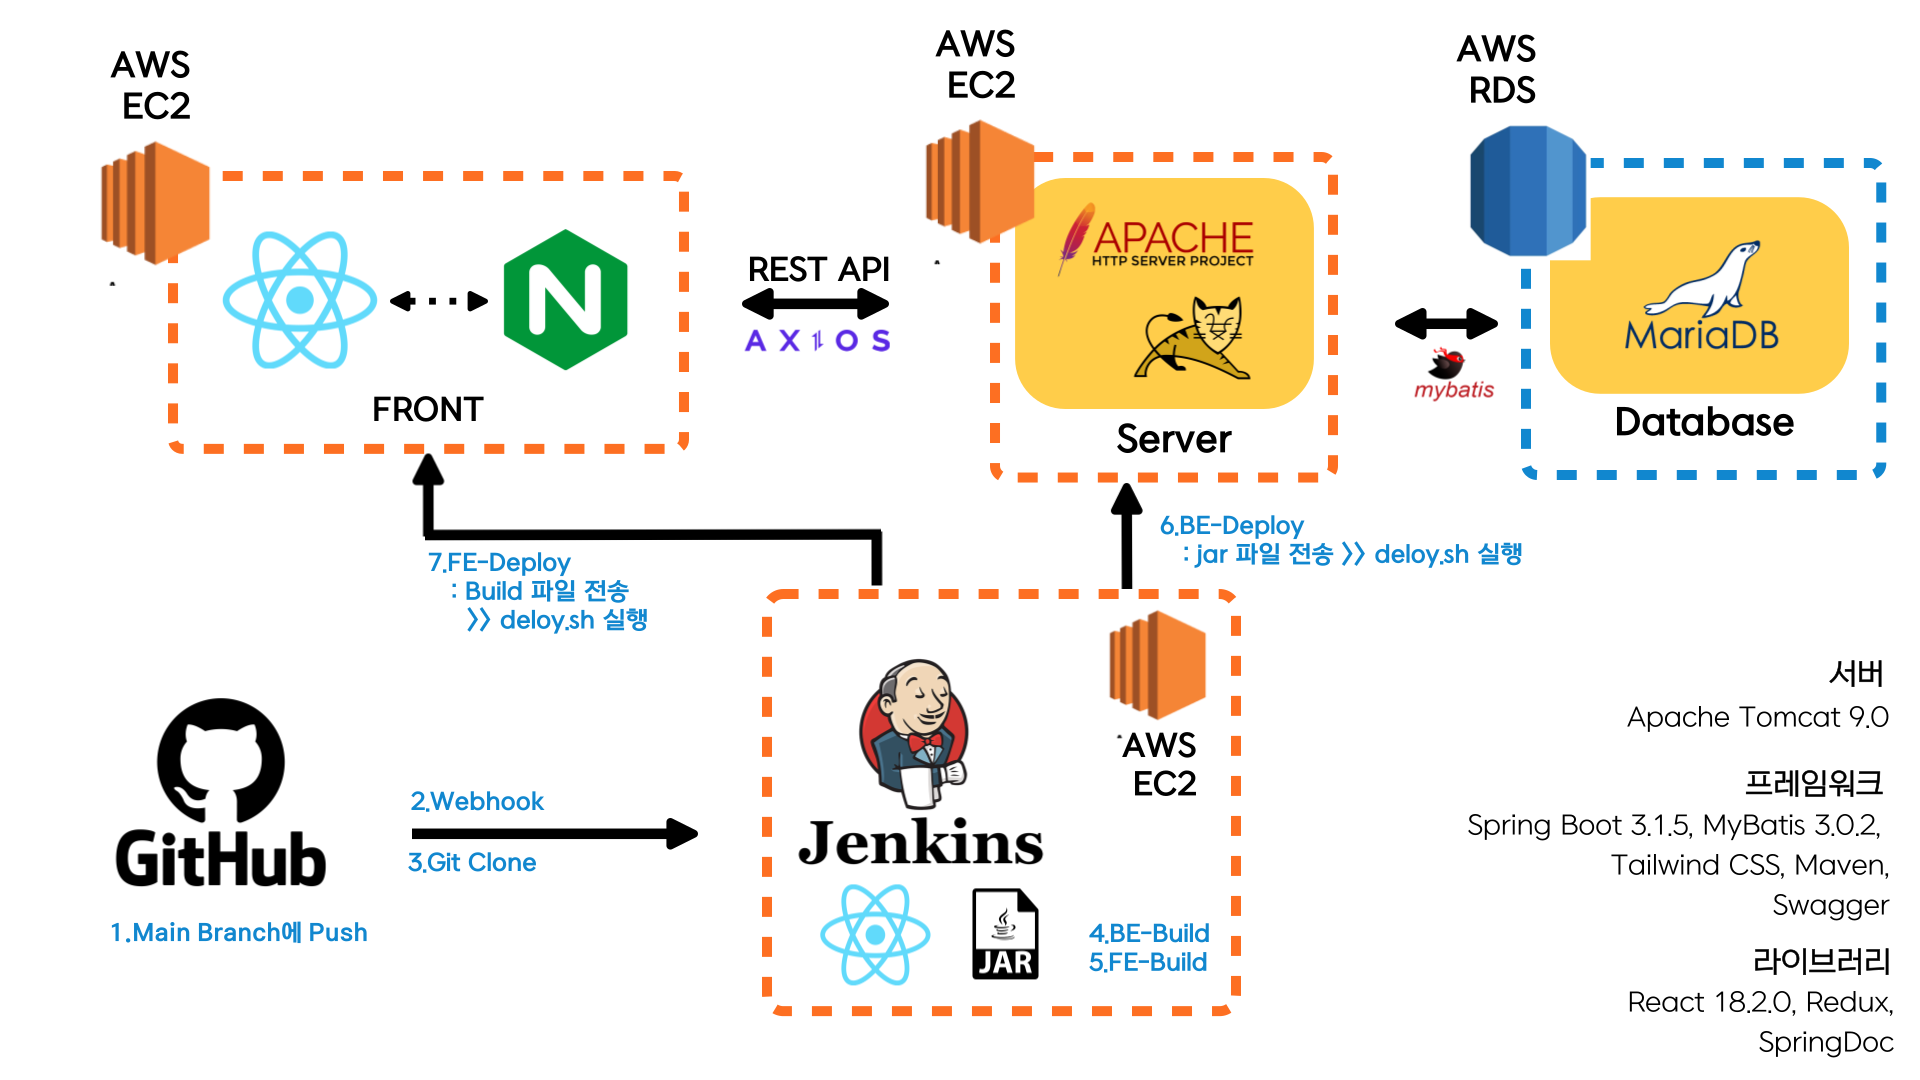 AWS
EC2
AWS
EC2
AWS
RDS
APACHE
HTTP SERVER PROJECT
REST API
AXIOS
MariaDB
mybatis
FRONT
Server
Database
6.BE-Deploy
: jar 파일 전송 >> deloy.sh 실행
7.FE-Deploy
: Build 파일 전송
>> deloy.sh 실행
GitHub
1.Main Branch에 Push
2.Webhook
3.Git Clone
AWS
EC2
Jenkins
JAR
4.BE-Build
5.FE-Build
서버
Apache Tomcat 9.0
프레임워크
Spring Boot 3.1.5, MyBatis 3.0.2,
Tailwind CSS, Maven,
Swagger
라이브러리
React 18.2.0, Redux,
SpringDoc